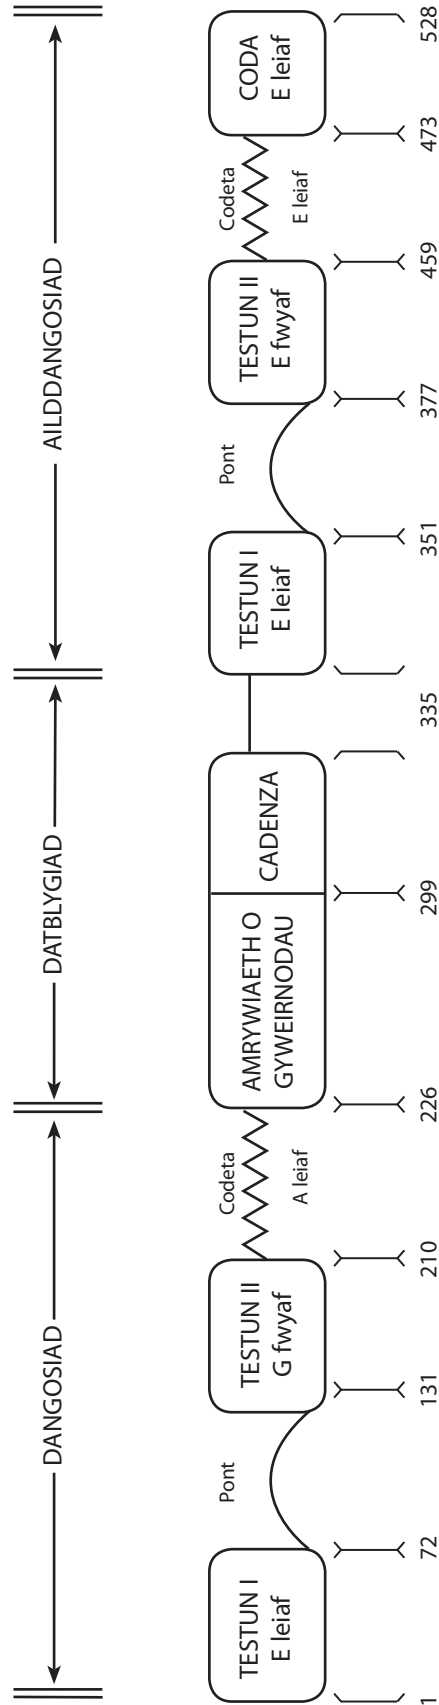 DANGOSIAD
DATBLYGIAD
AILDDANGOSIAD
TESTUN I
E leiaf
Pont
TESTUN II
G fwyaf
Codeta
A leiaf
AMRYWIAETH O
GYWEIRNODAU
CADENZA
TESTUN I
E leiaf
Pont
TESTUN II
E fwyaf
Codeta
E leiaf
CODA
E leiaf
1
72
131
210
226
299
335
351
377
459
473
528